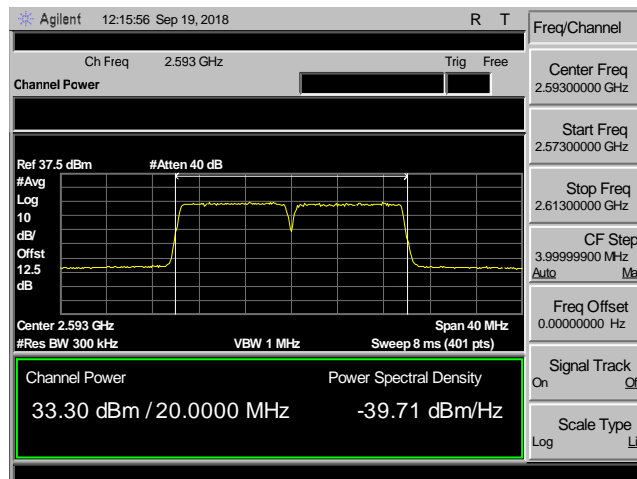 Agilent 12:15:56 Sep 19, 2018 R T
Freq/Channel
Ch Freq 2.593 GHz Trig Free
Channel Power
Center Freq
2.59300000 GHz
Start Freq
2.57300000 GHz
Stop Freq
2.61300000 GHz
CF Step
3.99999900 MHz
Auto Ma
Freq Offset
0.00000000 Hz
Signal Track
On Of
Scale Type
Log Li
Ref 37.5 dBm #Atten 40 dB
#Avg
Log
10
dB/
Offst
12.5
dB
Center 2.593 GHz Span 40 MHz
#Res BW 300 kHz VBW 1 MHz Sweep 8 ms (401 pts)
Channel Power Power Spectral Density
33.30 dBm / 20.0000 MHz -39.71 dBm/Hz